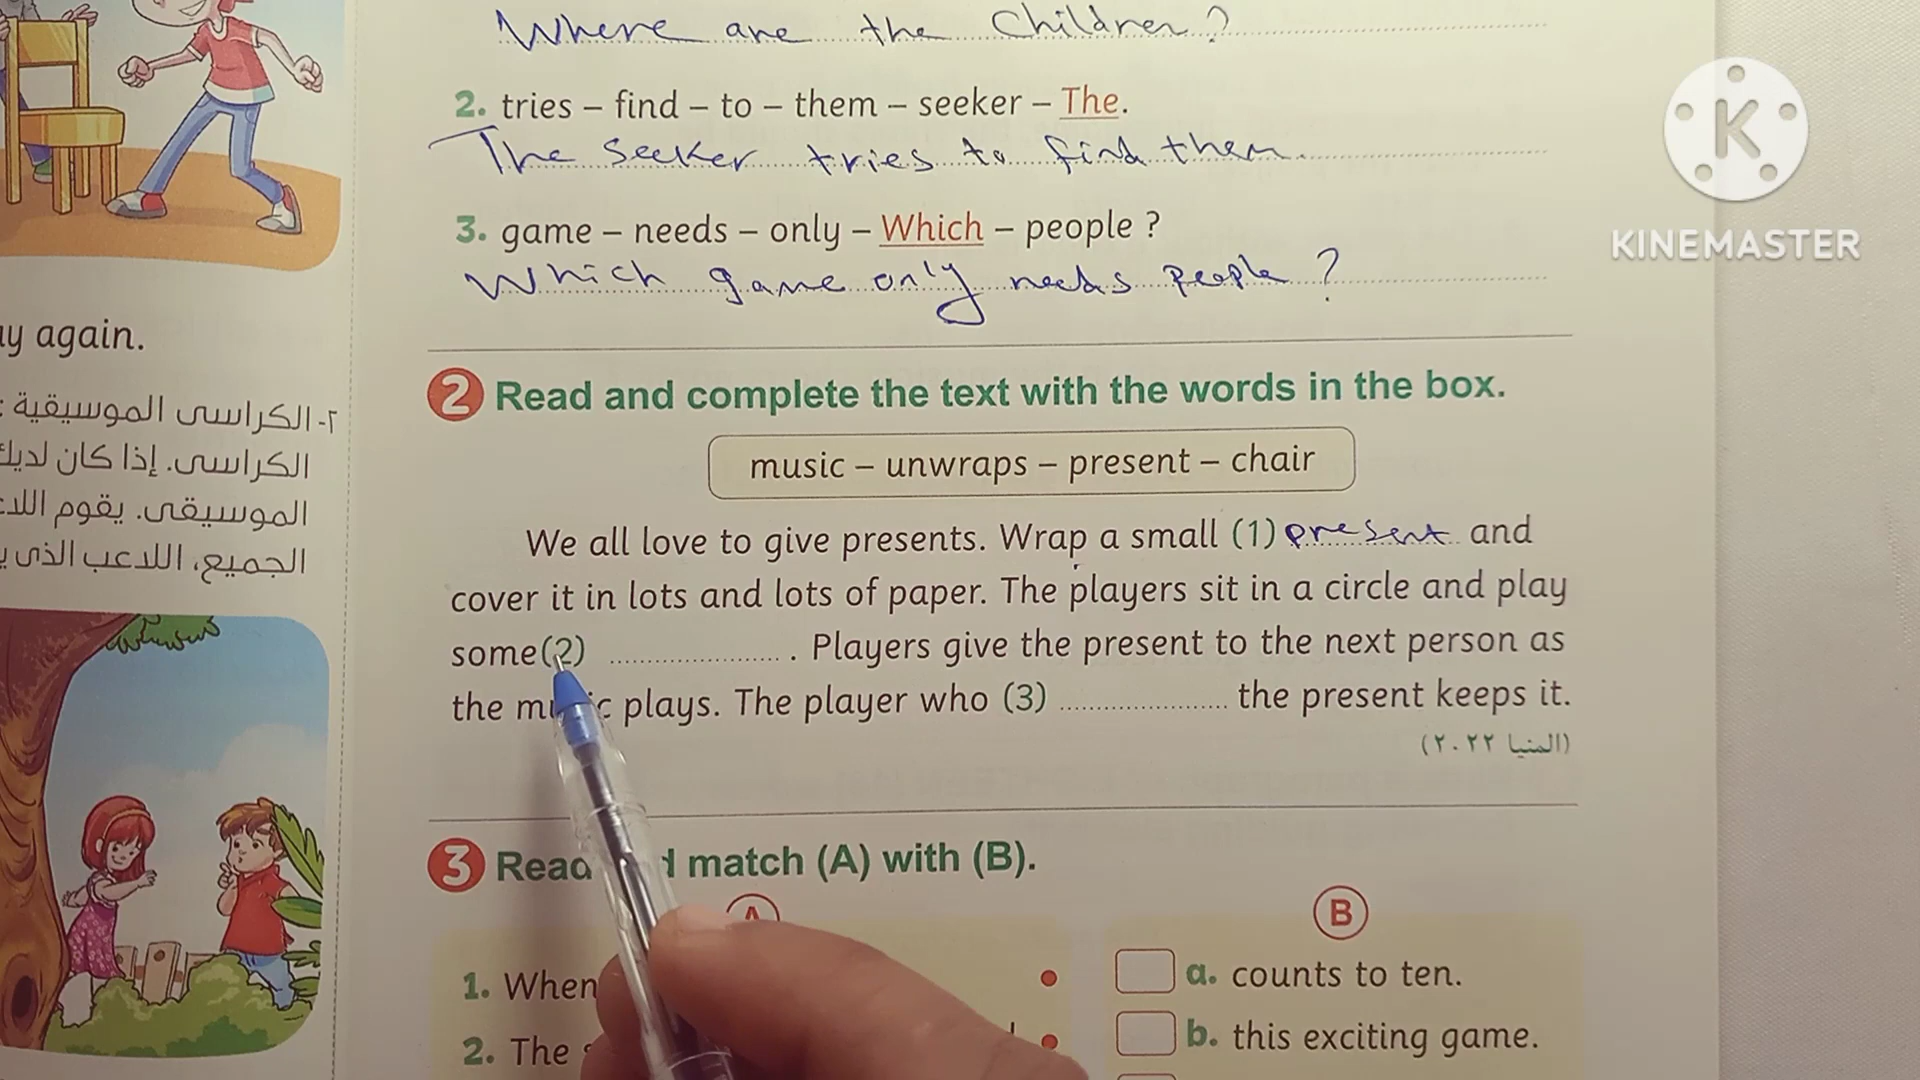 Where are the children?
2. tries – find – to – them – seeker – The.
The seeker tries to find them.
3. game – needs – only – Which – people ?
Which game only needs people ?
ay again.
٢- الكراسى الموسيقية :
الكراسى. إذا كان لديك
الموسيقى. يقوم اللا
الجميع، اللاعب الذى ي
2 Read and complete the text with the words in the box.
music – unwraps – present – chair
We all love to give presents. Wrap a small (1) present and
cover it in lots and lots of paper. The players sit in a circle and play
some(2) .................... . Players give the present to the next person as
the music plays. The player who (3) .................... the present keeps it.
(المنيا ٢٠٢٢)
3 Read and match (A) with (B).
A
B
1. When
2. The
a. counts to ten.
b. this exciting game.
K
KINEMASTER